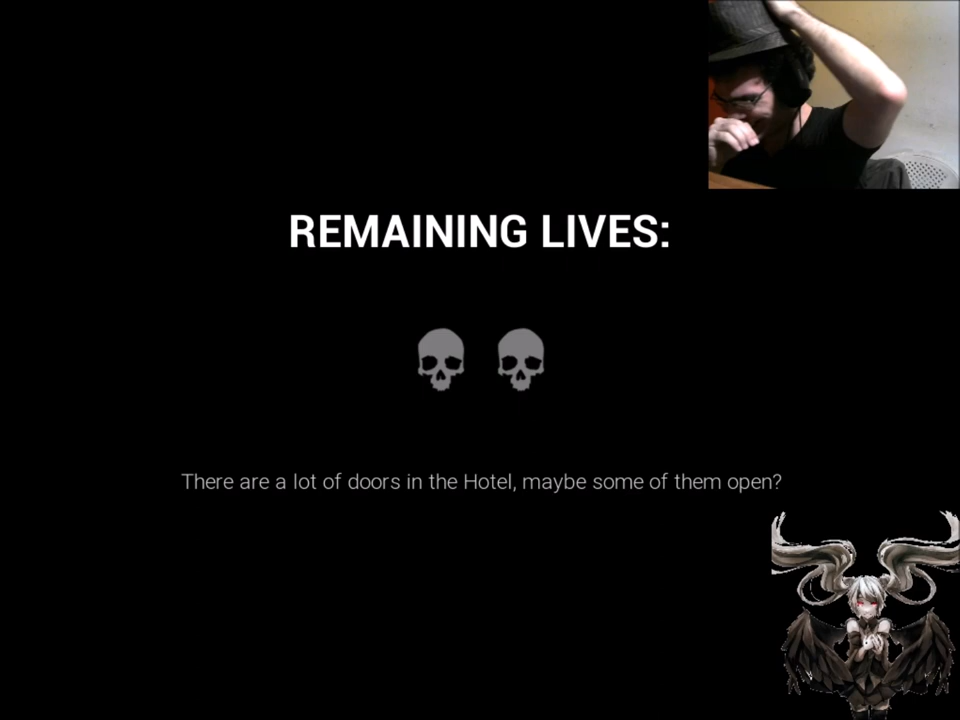 REMAINING LIVES:
There are a lot of doors in the Hotel, maybe some of them open?